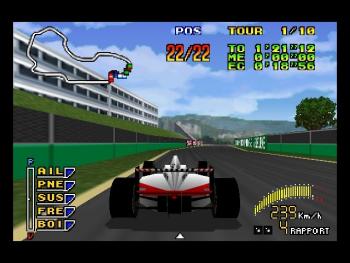 POS TOUR 1/10
22/22
TO 1'21"12
ME 0'00"00
EC 0'18"56
P
AIL
PNE
SUS
FRE
BOI
239 Km/h
4 RAPPORT